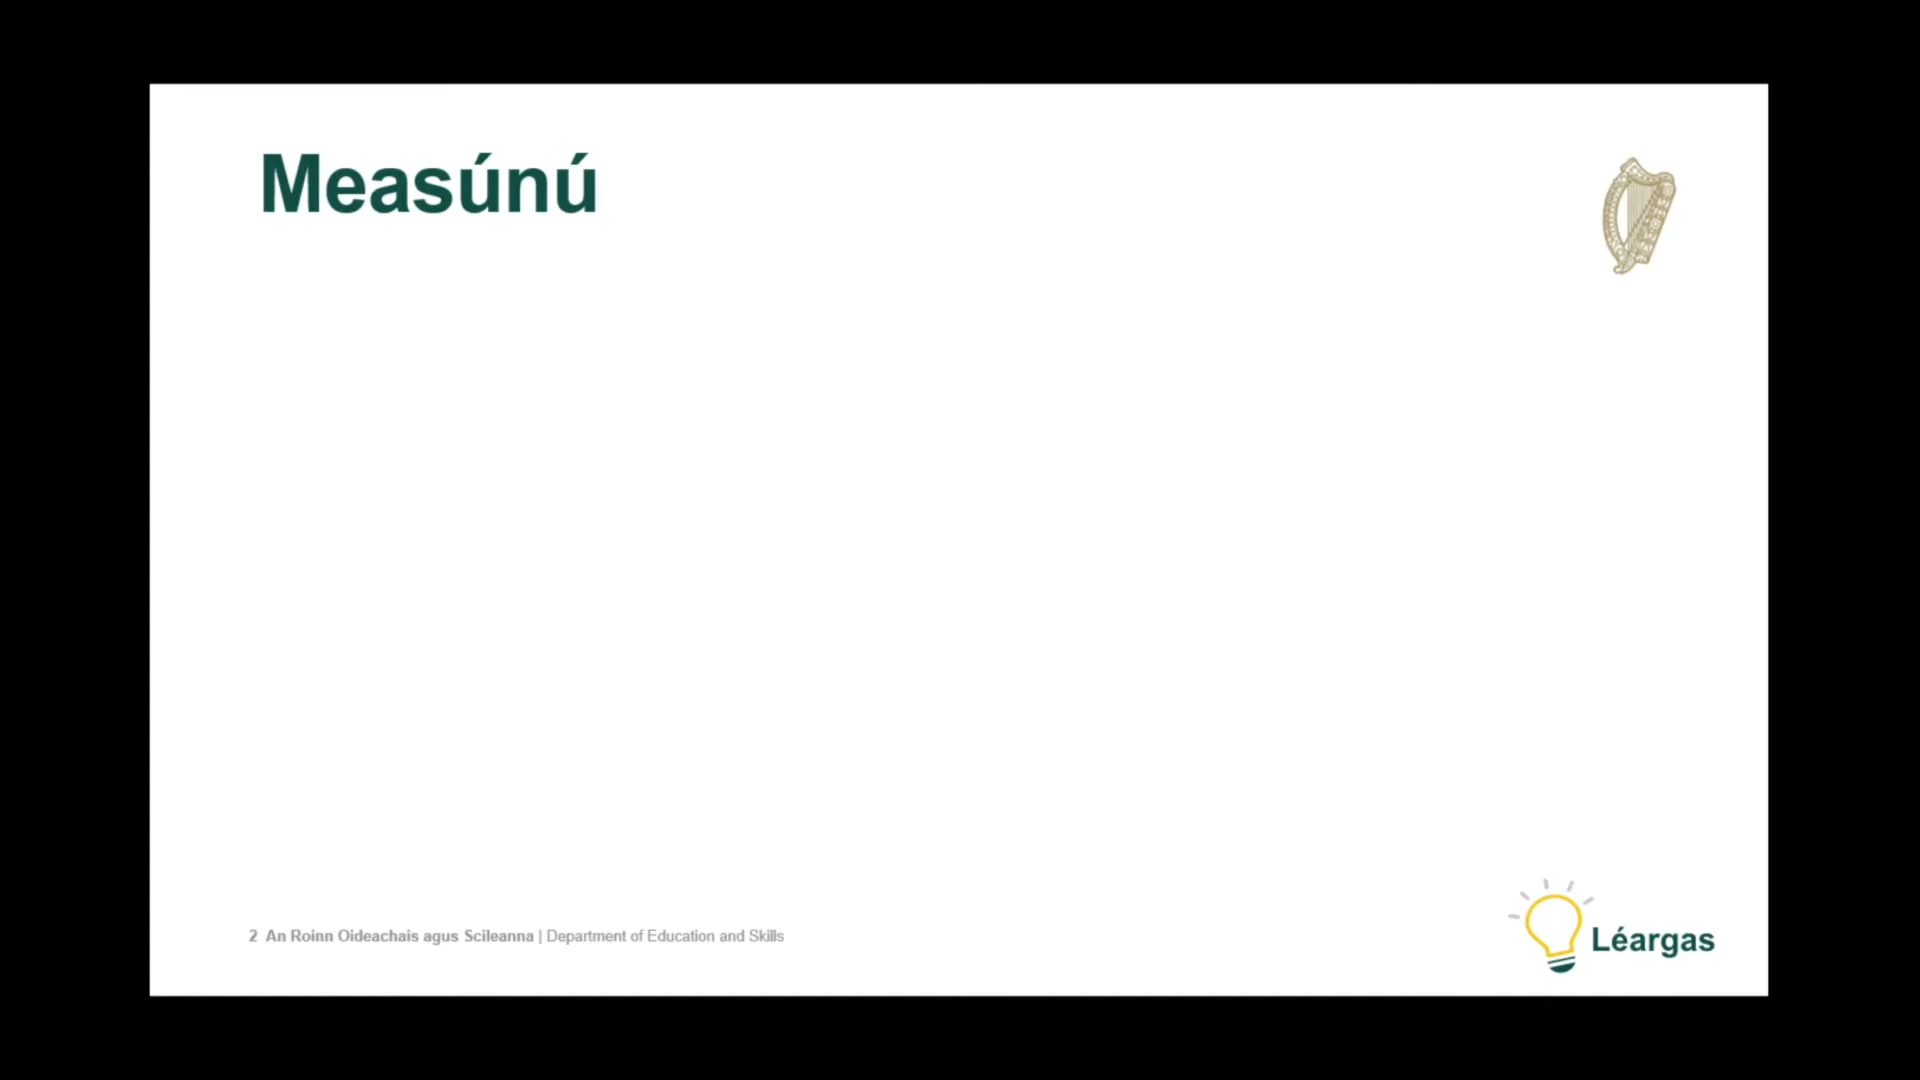 Measúnú
2 An Roinn Oideachais agus Scileanna | Department of Education and Skills
Léargas